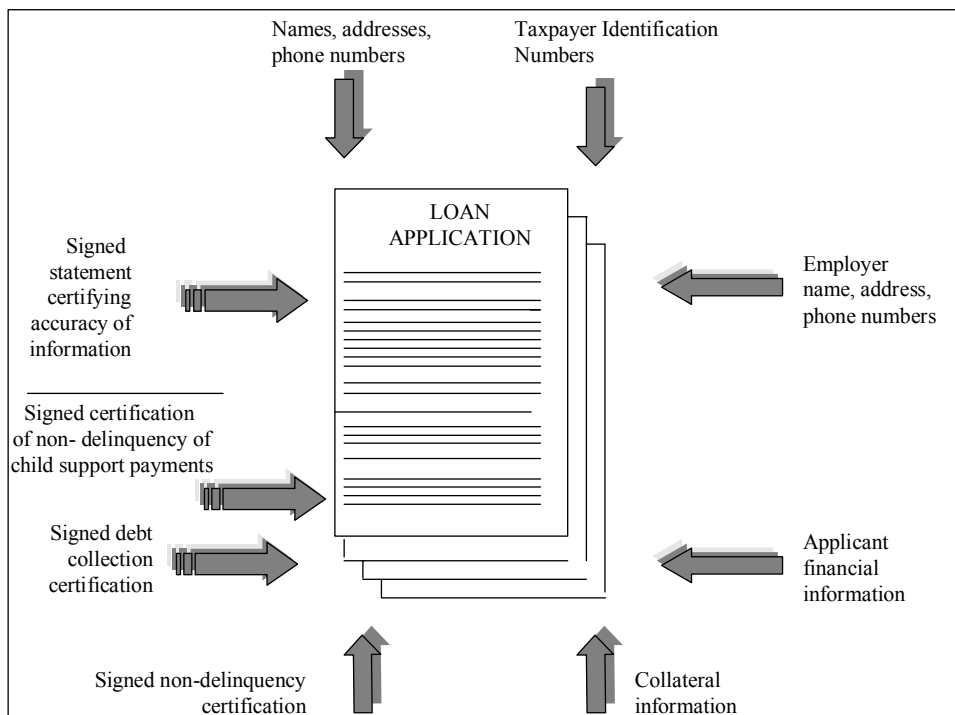 Names, addresses,
phone numbers
Taxpayer Identification
Numbers
LOAN
APPLICATION
Signed
statement
certifying
accuracy of
information
Employer
name, address,
phone numbers
Signed certification
of non- delinquency of
child support payments
Signed debt
collection
certification
Applicant
financial
information
Signed non-delinquency
certification
Collateral
information